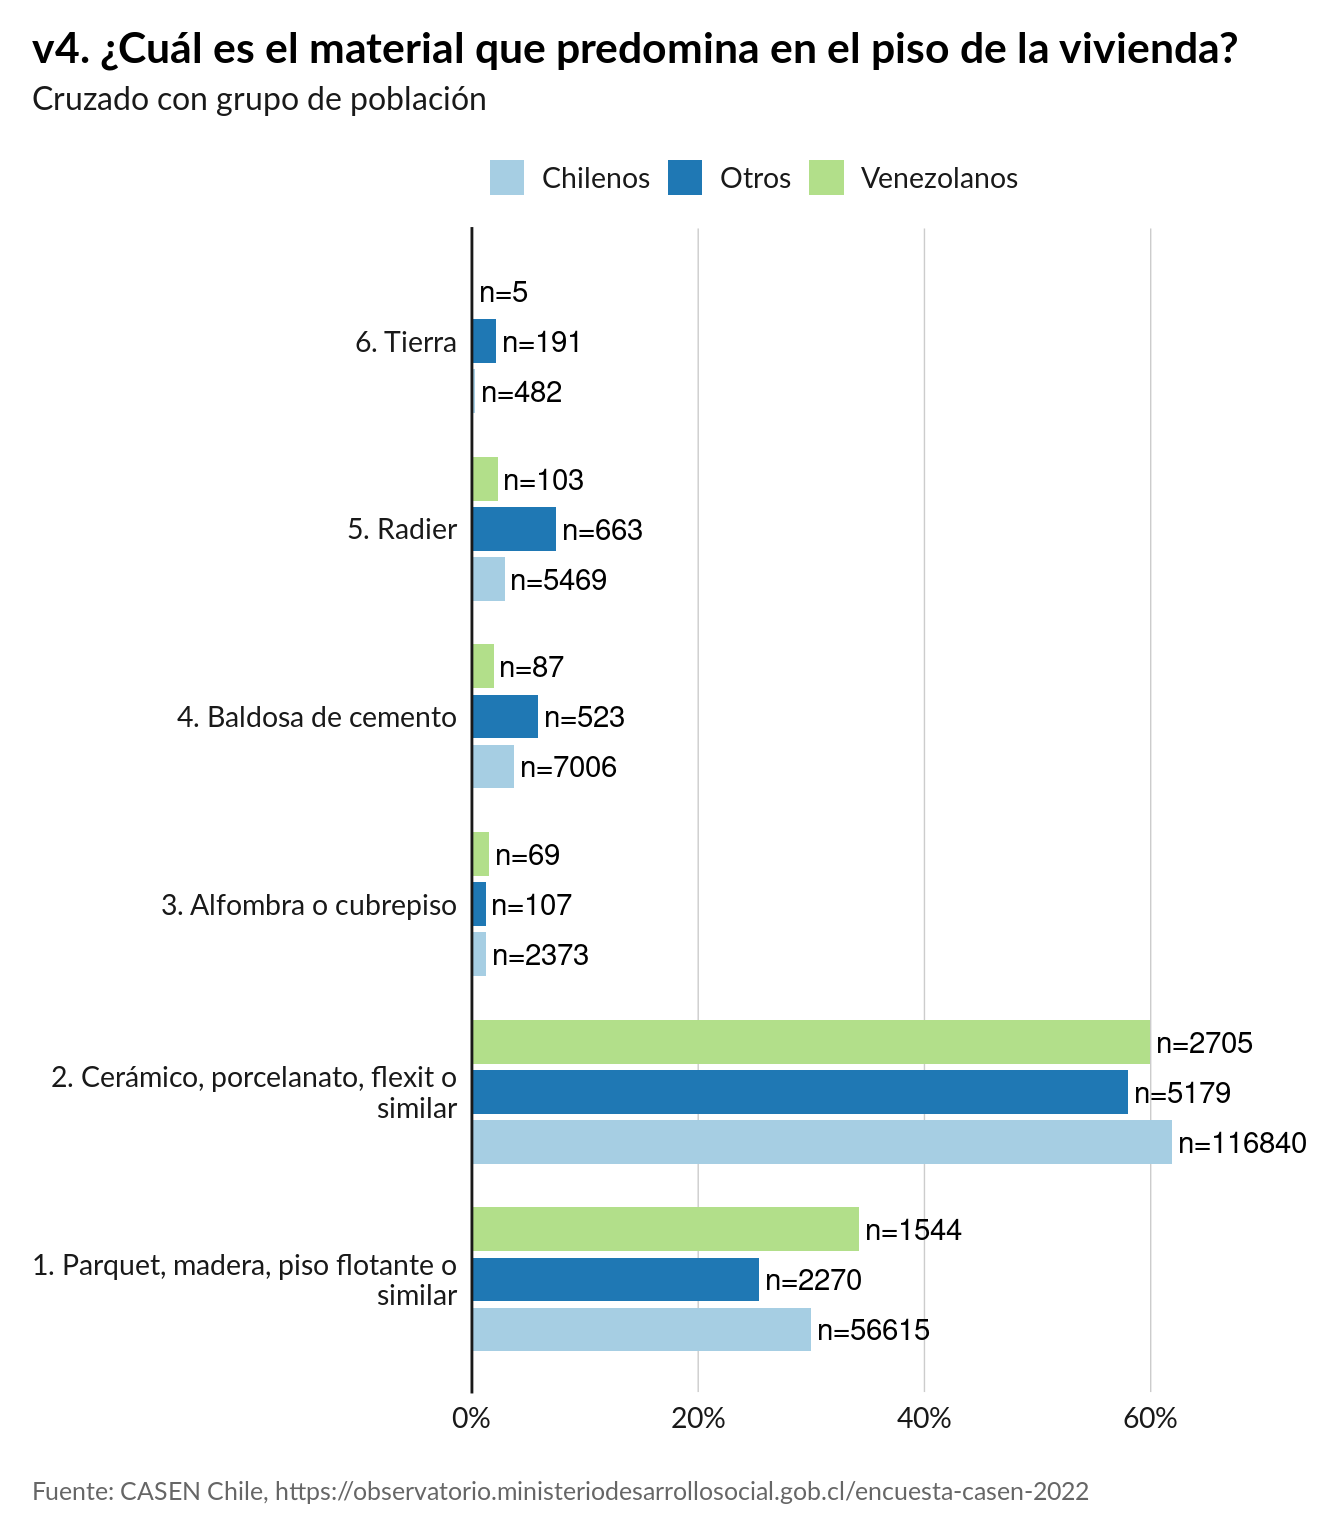 v4. ¿Cuál es el material que predomina en el piso de la vivienda?
Cruzado con grupo de población
Chilenos Otros Venezolanos
n=5
6. Tierra n=191
n=482
n=103
5. Radier n=663
n=5469
n=87
4. Baldosa de cemento n=523
n=7006
n=69
3. Alfombra o cubrepiso n=107
n=2373
n=2705
2. Cerámico, porcelanato, flexit o
similar
n=5179
n=116840
n=1544
1. Parquet, madera, piso flotante o
similar
n=2270
n=56615
0% 20% 40% 60%
Fuente: CASEN Chile, https://observatorio.ministeriodesarrollosocial.gob.cl/encuesta-casen-2022